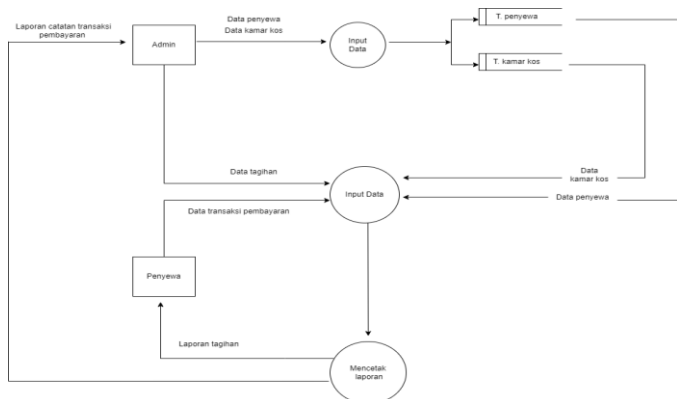 Laporan catatan transaksi
pembayaran
Admin
Data penyewa
Data kamar kos
Input
Data
T. penyewa
T. kamar kos
Data tagihan
Input Data
Data
kamar kos
Data penyewa
Data transaksi pembayaran
Penyewa
Laporan tagihan
Mencetak
laporan